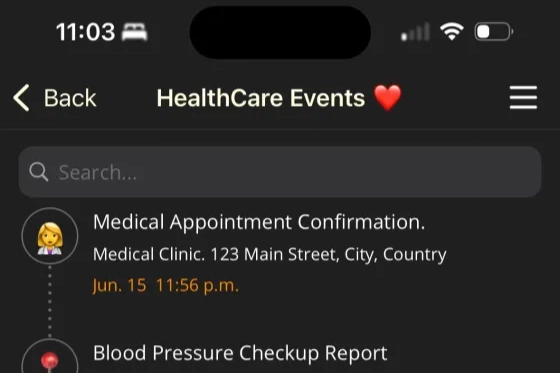 11:03
Back
HealthCare Events ❤️
Search...
Medical Appointment Confirmation.
Medical Clinic. 123 Main Street, City, Country
Jun. 15 11:56 p.m.
Blood Pressure Checkup Report